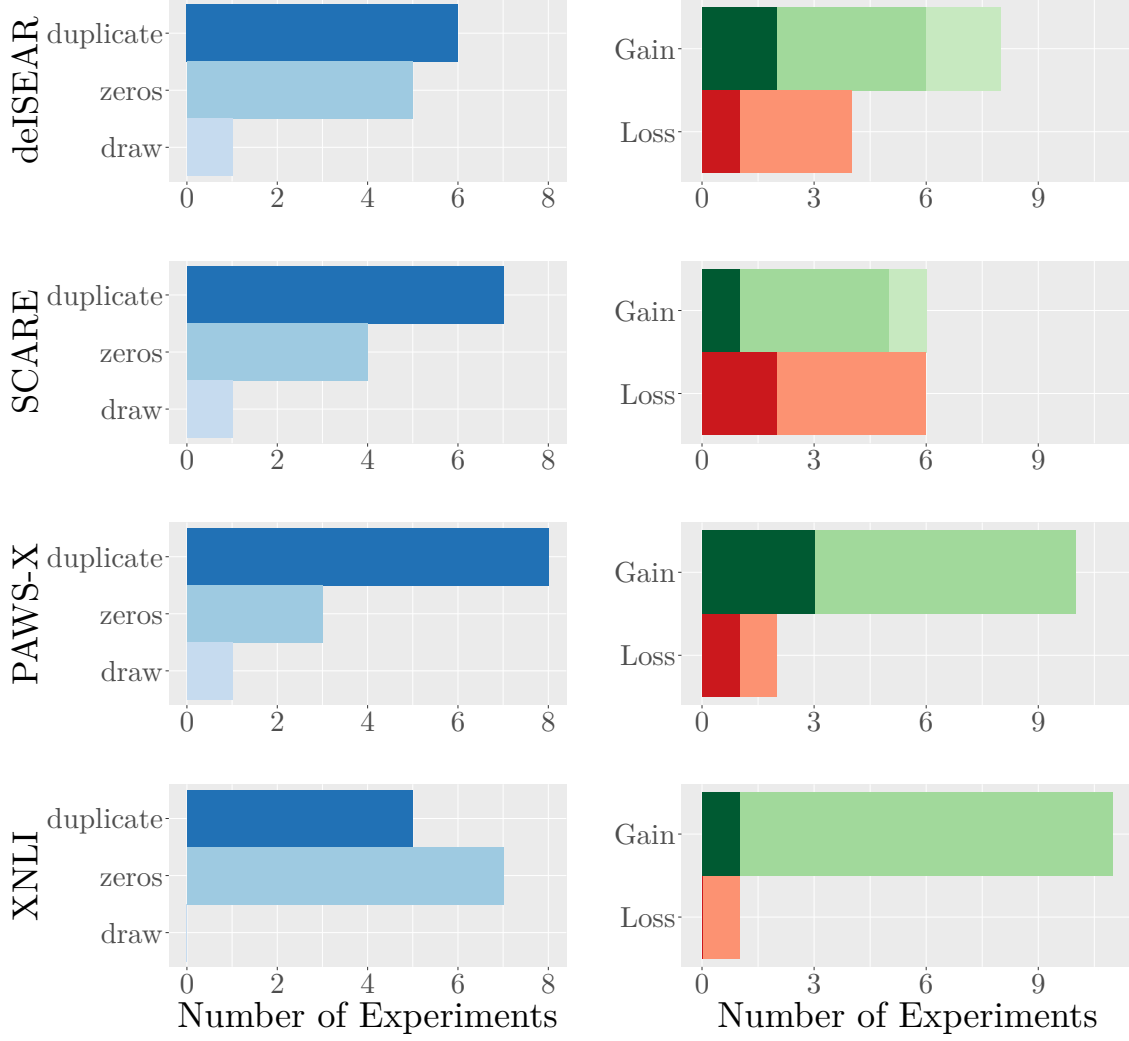 deISEAR
duplicate
zeros
draw
0 2 4 6 8
Gain
Loss
0 3 6 9
SCARE
duplicate
zeros
draw
0 2 4 6 8
Gain
Loss
0 3 6 9
PAWS-X
duplicate
zeros
draw
0 2 4 6 8
Gain
Loss
0 3 6 9
XNLI
duplicate
zeros
draw
0 2 4 6 8
Number of Experiments
Gain
Loss
0 3 6 9
Number of Experiments